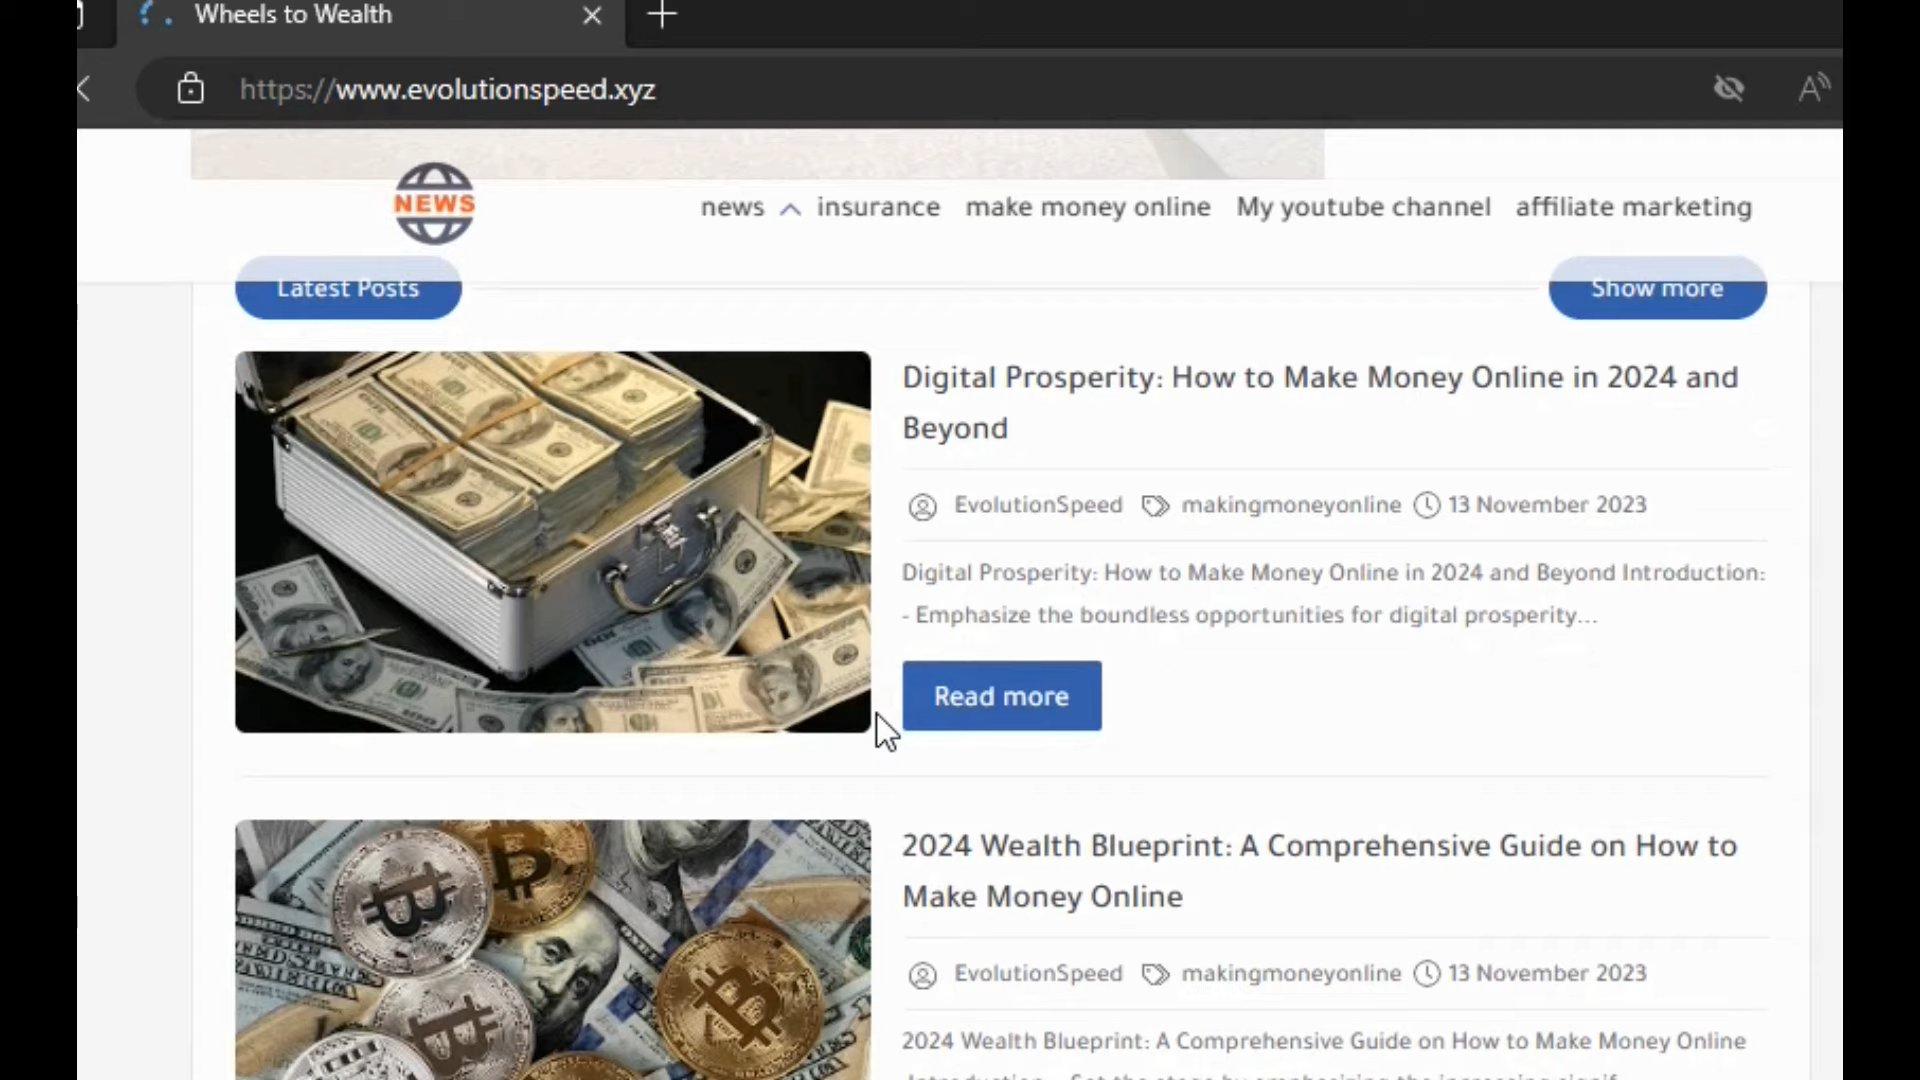 Wheels to Wealth
https://www.evolutionspeed.xyz
NEWS
news insurance make money online My youtube channel affiliate marketing
Latest Posts
Show more
Digital Prosperity: How to Make Money Online in 2024 and
Beyond
EvolutionSpeed makingmoneyonline 13 November 2023
Digital Prosperity: How to Make Money Online in 2024 and Beyond Introduction:
- Emphasize the boundless opportunities for digital prosperity...
Read more
2024 Wealth Blueprint: A Comprehensive Guide on How to
Make Money Online
EvolutionSpeed makingmoneyonline 13 November 2023
2024 Wealth Blueprint: A Comprehensive Guide on How to Make Money Online